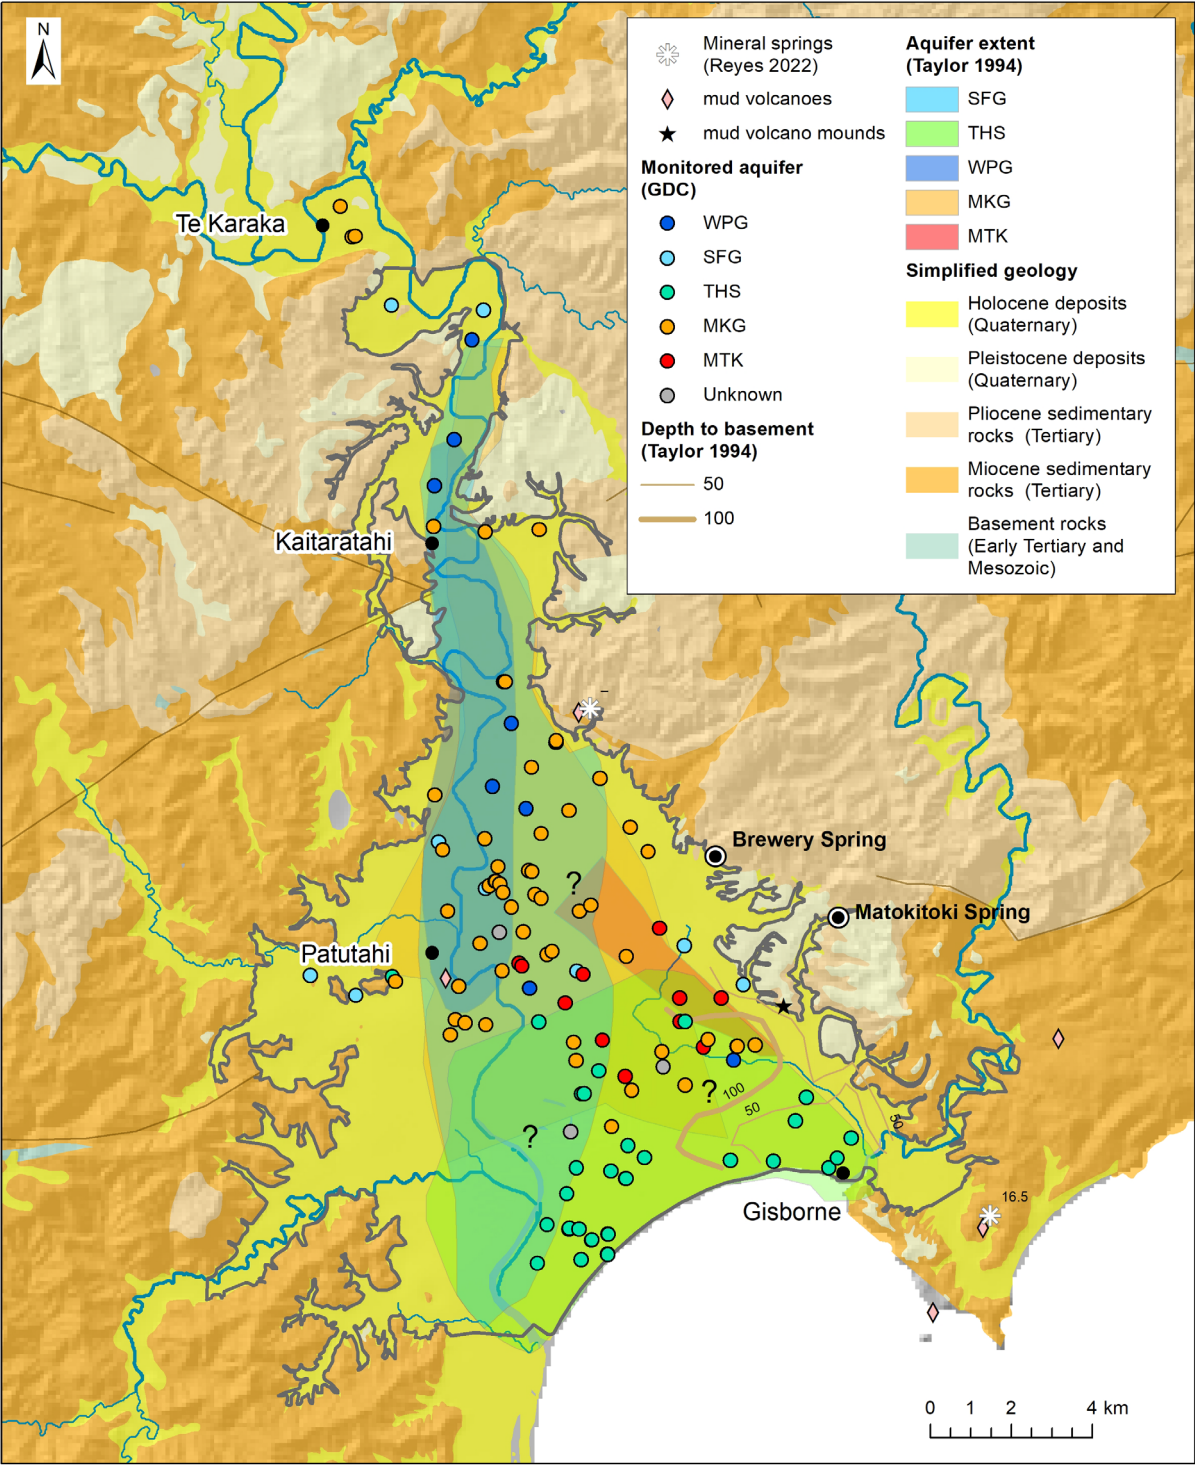 N
Mineral springs
(Reyes 2022)
mud volcanoes
mud volcano mounds
Monitored aquifer
(GDC)
WPG
SFG
THS
MKG
MTK
Unknown
Depth to basement
(Taylor 1994)
50
100
Aquifer extent
(Taylor 1994)
SFG
THS
WPG
MKG
MTK
Simplified geology
Holocene deposits
(Quaternary)
Pleistocene deposits
(Quaternary)
Pliocene sedimentary
rocks (Tertiary)
Miocene sedimentary
rocks (Tertiary)
Basement rocks
(Early Tertiary and
Mesozoic)
Te Karaka
Kaitaratahi
–
Brewery Spring
?
Matokitoki Spring
Patutahi
?
100
50
50
?
Gisborne
16.5
0 1 2 4 km